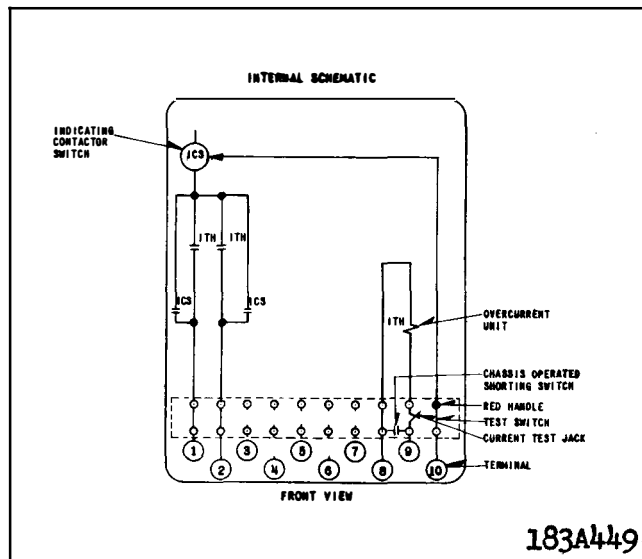 INTERNAL SCHEMATIC
INDICATING
CONTACTOR
SWITCH
ICS
ITH
ITH
ICS
ICS
ITH
OVERCURRENT
UNIT
CHASSIS OPERATED
SHORTING SWITCH
RED HANDLE
TEST SWITCH
CURRENT TEST JACK
TERMINAL
1
3
5
7
9
2
4
6
8
10
FRONT VIEW
183A449